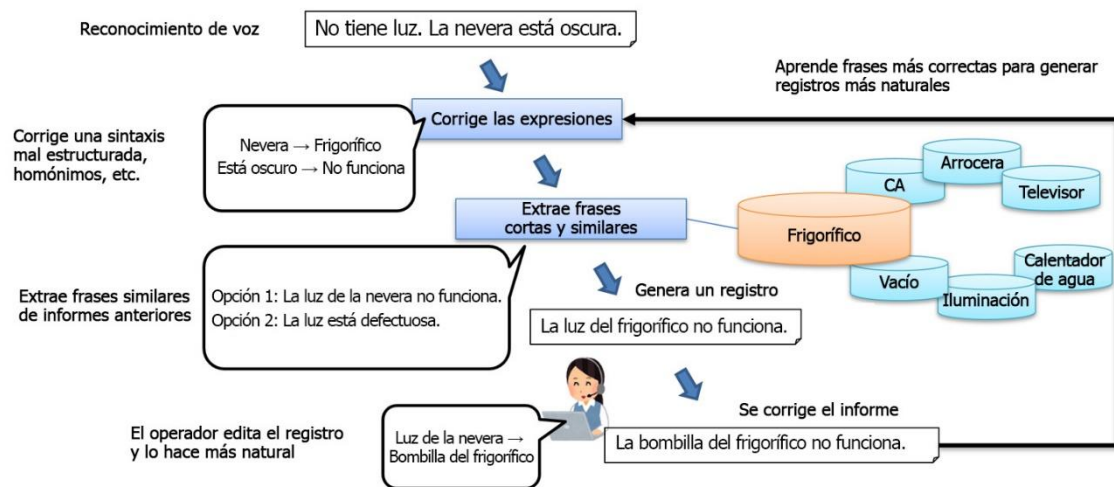 Reconocimiento de voz
No tiene luz. La nevera está oscura.
Aprende frases más correctas para generar
registros más naturales
Corrige las expresiones
Corrige una sintaxis
mal estructurada,
homónimos, etc.
Nevera → Frigorífico
Está oscuro → No funciona
Extrae frases
cortas y similares
CA
Arrocera
Televisor
Frigorífico
Vacío
Iluminación
Calentador
de agua
Extrae frases similares
de informes anteriores
Opción 1: La luz de la nevera no funciona.
Opción 2: La luz está defectuosa.
Genera un registro
La luz del frigorífico no funciona.
El operador edita el registro
y lo hace más natural
Luz de la nevera →
Bombilla del frigorífico
Se corrige el informe
La bombilla del frigorífico no funciona.